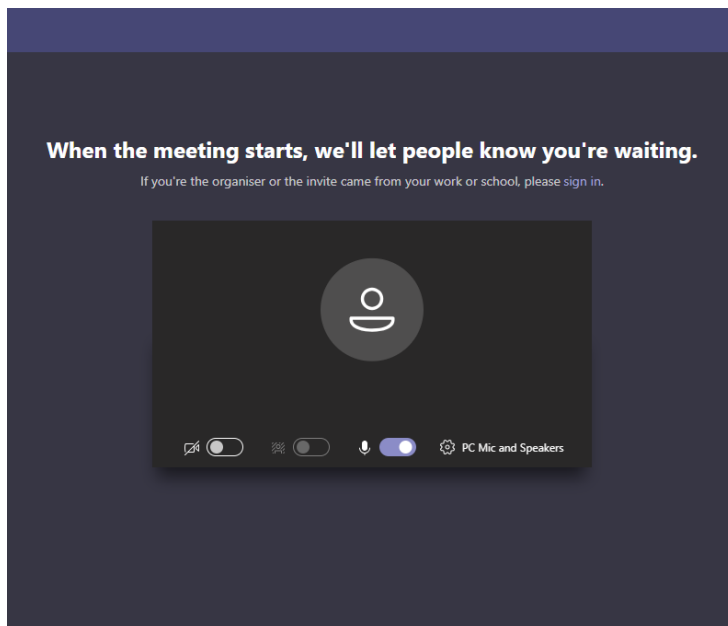 When the meeting starts, we'll let people know you're waiting.
If you're the organiser or the invite came from your work or school, please sign in.
PC Mic and Speakers